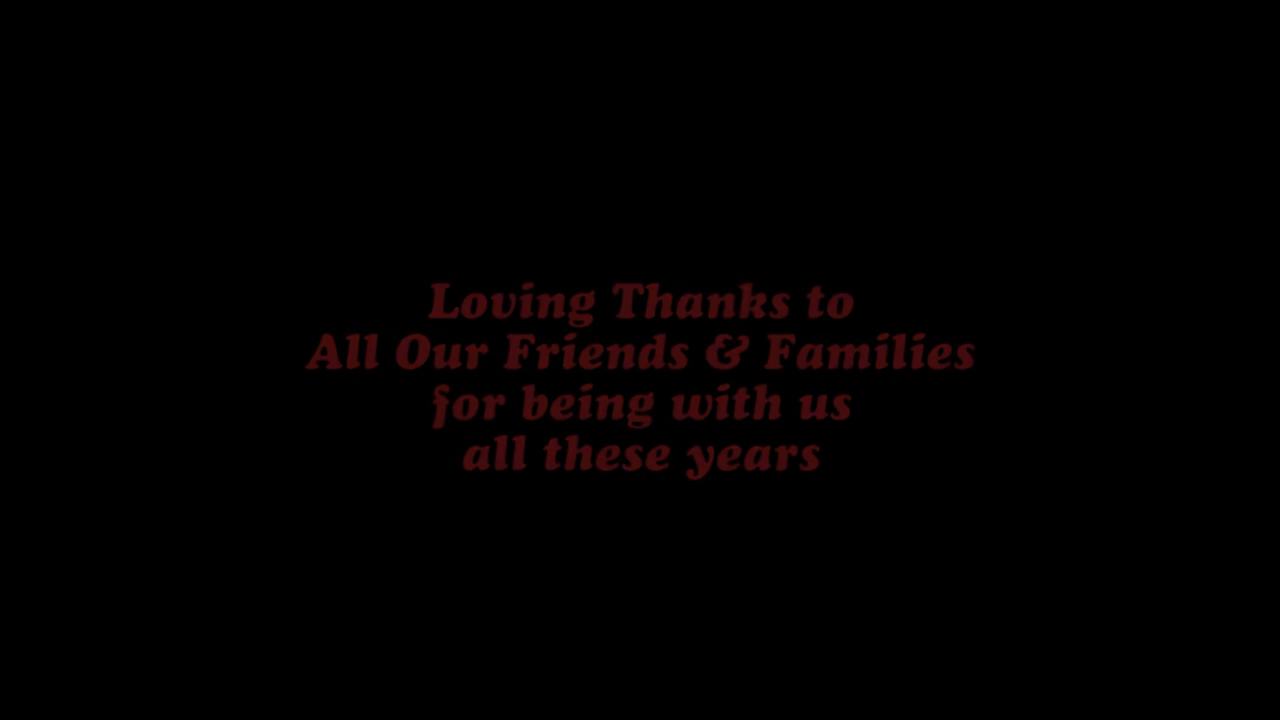 Loving Thanks to
All Our Friends & Families
for being with us
all these years